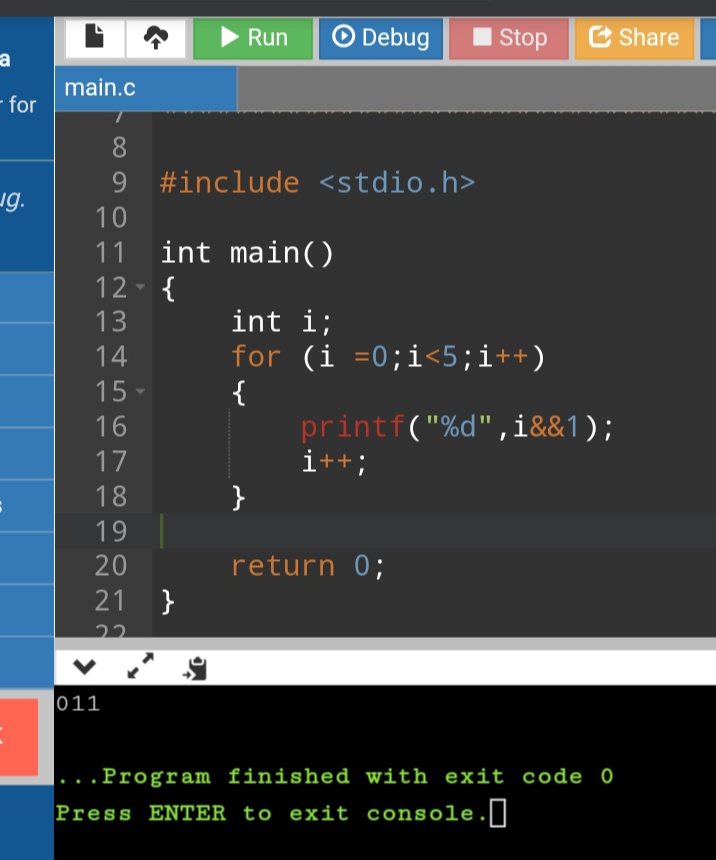 a
r for
ug.
Run
Debug
Stop
Share
main.c
8
9 #include <stdio.h>
10
11 int main()
12 {
13 int i;
14 for (i =0;i<5;i++)
15 {
16 printf("%d",i&&1);
17 i++;
18 }
19
20 return 0;
21 }
22
011
...Program finished with exit code 0
Press ENTER to exit console.